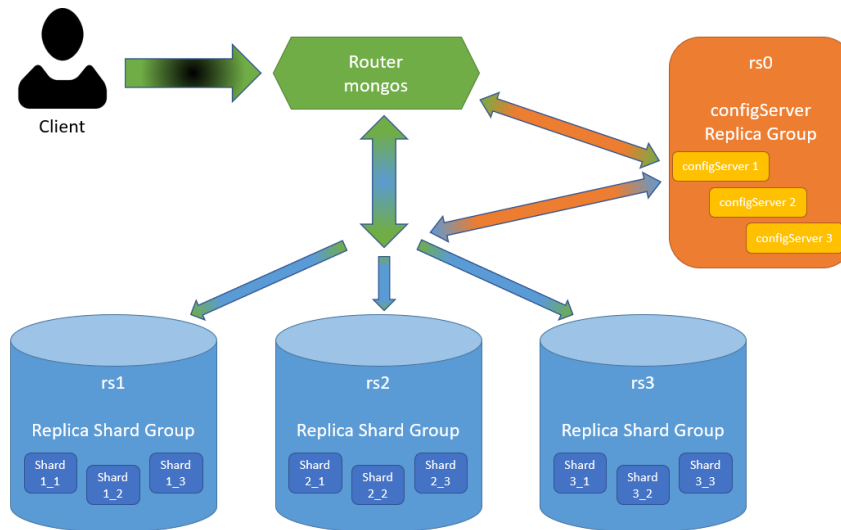 Client
Router
mongos
rs0
configServer
Replica Group
configServer 1
configServer 2
configServer 3
rs1
Replica Shard Group
Shard
1_1
Shard
1_2
Shard
1_3
rs2
Replica Shard Group
Shard
2_1
Shard
2_2
Shard
2_3
rs3
Replica Shard Group
Shard
3_1
Shard
3_2
Shard
3_3